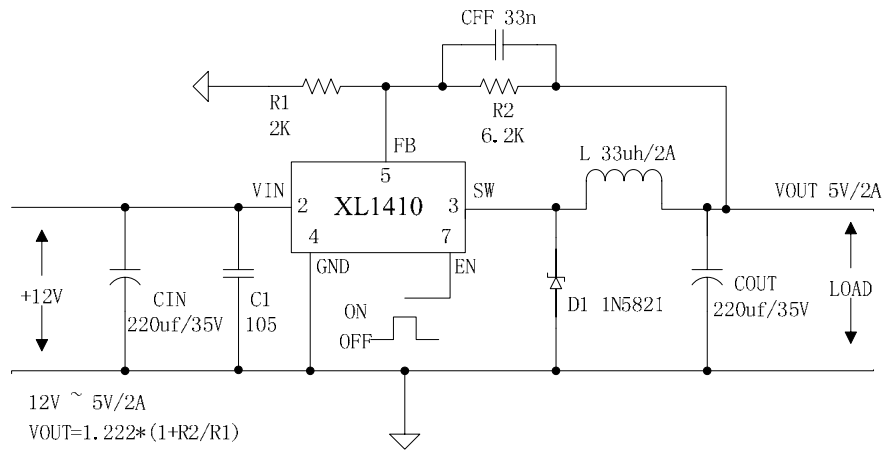 CFF 33n
R1
2K
R2
6.2K
FB
5
L 33uh/2A
VIN
SW
VOUT 5V/2A
2
XL1410
3
4
7
GND
EN
+12V
CIN
220uf/35V
C1
105
ON
OFF
D1 1N5821
COUT
220uf/35V
LOAD
12V ~ 5V/2A
VOUT=1.222*(1+R2/R1)